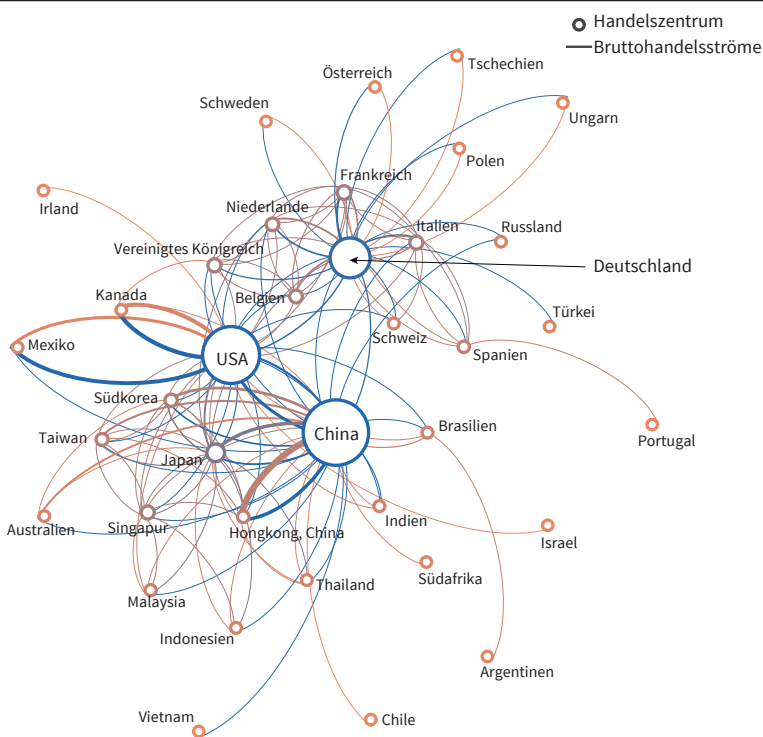 Handelszentrum
Bruttohandelsströme
Tschechien
Österreich
Schweden
Ungarn
Polen
Frankreich
Irland
Niederlande
Italien
Russland
Vereinigtes Königreich
Deutschland
Kanada
Belgien
Türkei
Mexiko
Schweiz
USA
Spanien
Südkorea
Brasilien
China
Taiwan
Portugal
Japan
Australien
Singapur
Hongkong, China
Indien
Israel
Südafrika
Thailand
Malaysia
Indonesien
Argentinen
Vietnam
Chile